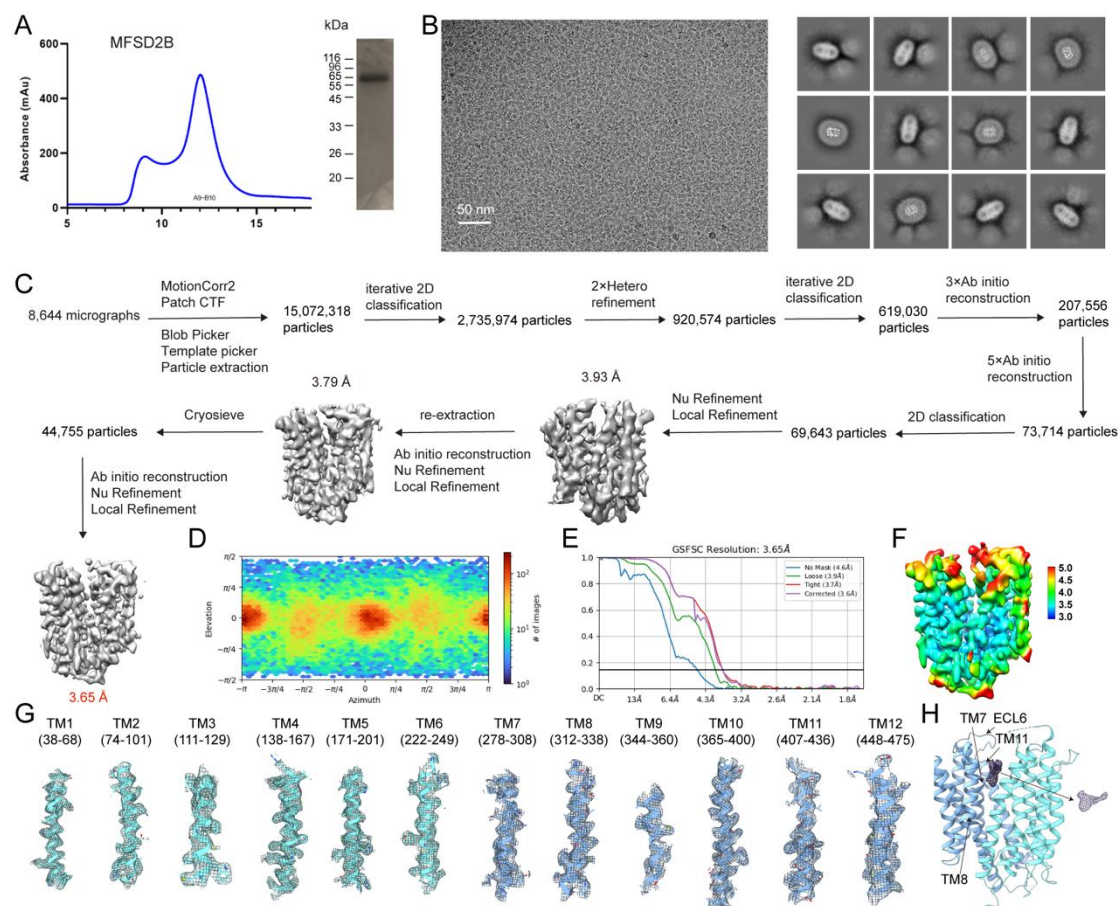 A
MFSD2B
Absorbance (mAu)
600
400
200
0
5
10
15
A9-B10
kDa
116
96
65
55
45
33
26
20
B
50 nm
C
8,644 micrographs
MotionCorr2
Patch CTF
Blob Picker
Template picker
Particle extraction
15,072,318
particles
iterative 2D
classification
2,735,974 particles
2×Hetero
refinement
920,574 particles
iterative 2D
classification
619,030
particles
3×Ab initio
reconstruction
207,556
particles
5×Ab initio
reconstruction
73,714 particles
2D classification
69,643 particles
Nu Refinement
Local Refinement
3.93 Å
re-extraction
Ab initio reconstruction
Nu Refinement
Local Refinement
3.79 Å
Cryosieve
44,755 particles
Ab initio reconstruction
Nu Refinement
Local Refinement
3.65 Å
D
Elevation
π/2
π/4
0
−π/4
−π/2
−π
−3π/4
−π/2
−π/4
0
π/4
π/2
3π/4
π
Azimuth
10²
10¹
10⁰
# of images
E
GSFSC Resolution: 3.65Å
No Mask (4.6Å)
Loose (3.9Å)
Tight (3.7Å)
Corrected (3.6Å)
1.0
0.8
0.6
0.4
0.2
0.0
DC
13Å
6.4Å
4.3Å
3.2Å
2.6Å
2.1Å
1.8Å
F
5.0
4.5
4.0
3.5
3.0
G
TM1
(38-68)
TM2
(74-101)
TM3
(111-129)
TM4
(138-167)
TM5
(171-201)
TM6
(222-249)
TM7
(278-308)
TM8
(312-338)
TM9
(344-360)
TM10
(365-400)
TM11
(407-436)
TM12
(448-475)
H
TM7
ECL6
TM11
TM8